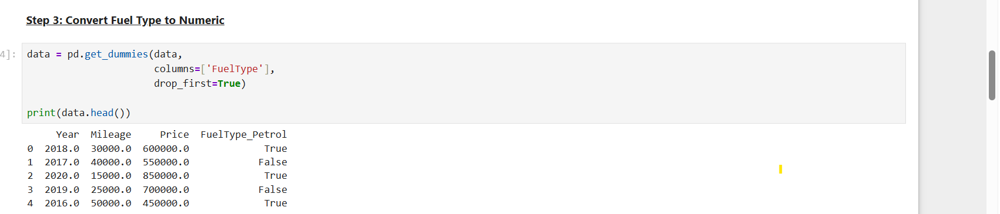 Step 3: Convert Fuel Type to Numeric
4]:
data = pd.get_dummies(data,
columns=['FuelType'],
drop_first=True)
print(data.head())
Year Mileage Price FuelType_Petrol
0 2018.0 30000.0 600000.0 True
1 2017.0 40000.0 550000.0 False
2 2020.0 15000.0 850000.0 True
3 2019.0 25000.0 700000.0 False
4 2016.0 50000.0 450000.0 True